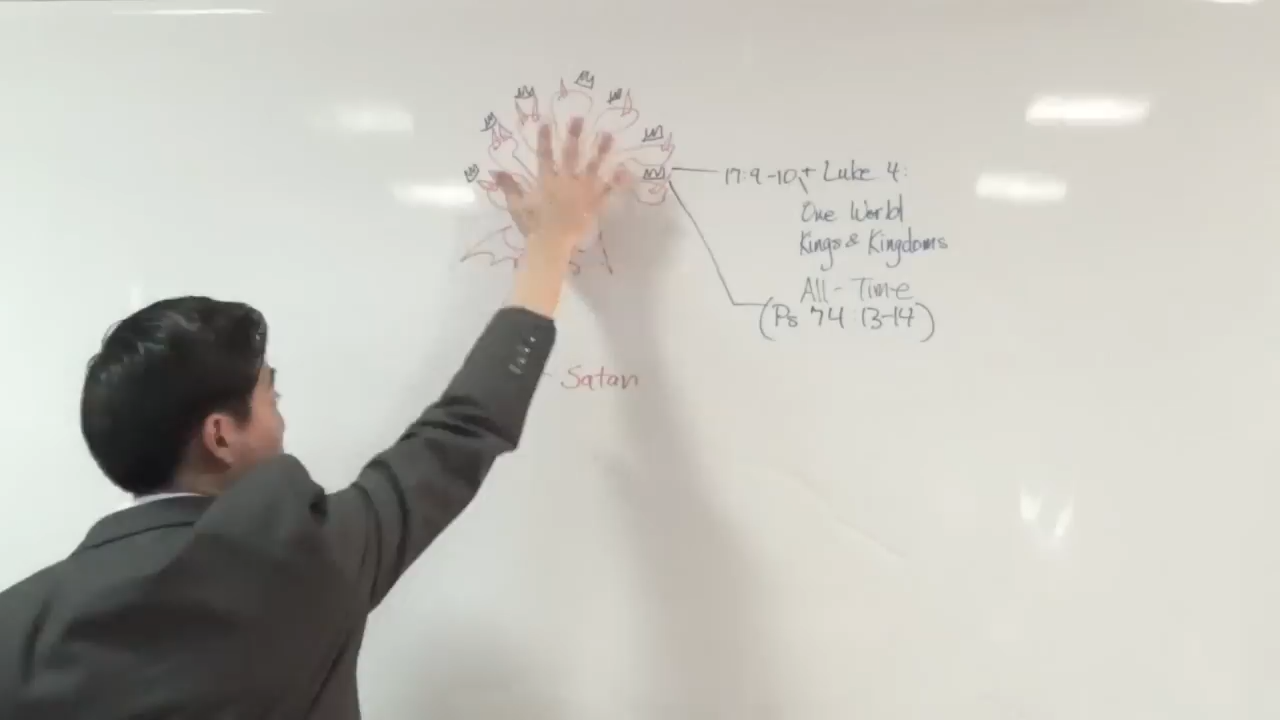 17:9-10, + Luke 4:
One World
Kings & Kingdoms
All-Time
(Ps 74 13-14)
Satan